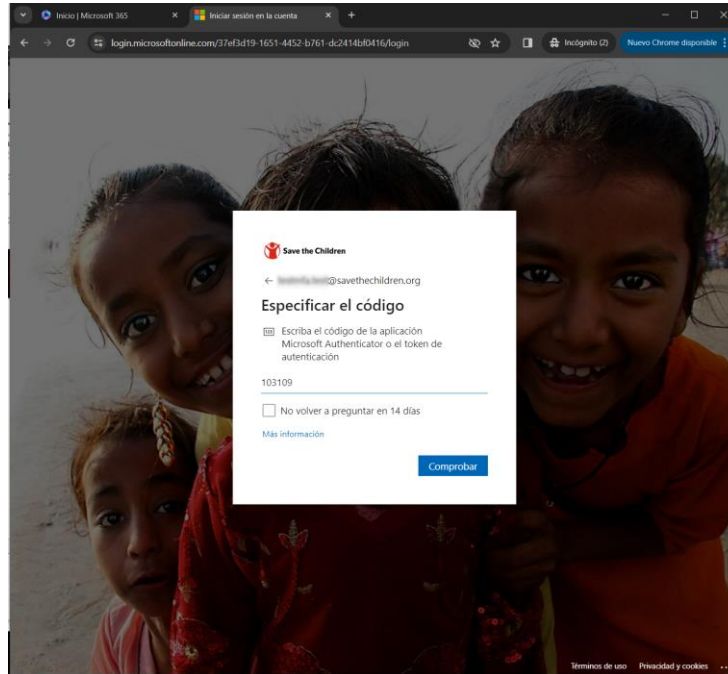 Inicio | Microsoft 365
Iniciar sesión en la cuenta
login.microsoftonline.com/37ef3d19-1651-4452-b761-dc2414bf0416/login
Incógnito (2)
Nuevo Chrome disponible
Save the Children
@savethechildren.org
Especificar el código
Escriba el código de la aplicación
Microsoft Authenticator o el token de
autenticación
103109
No volver a preguntar en 14 días
Más información
Comprobar
Términos de uso Privacidad y cookies ...